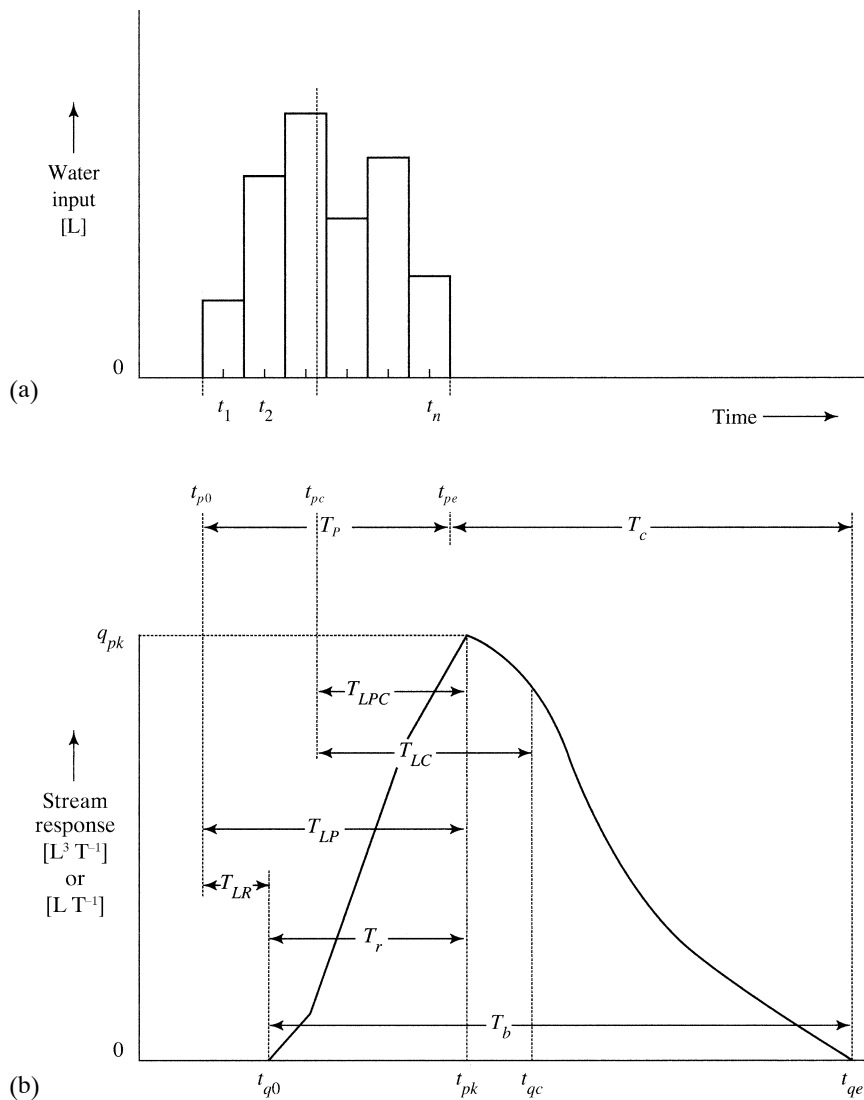 Water
input
[L]
0
(a)
t1 t2 tn
Time
tp0 tpc tpe
TP Tc
qpk
TLPC
TLC
Stream
response
[L³ T⁻¹]
or
[L T⁻¹]
TLP
TLR
Tr
Tb
0
(b)
tq0 tpk tqc tqe